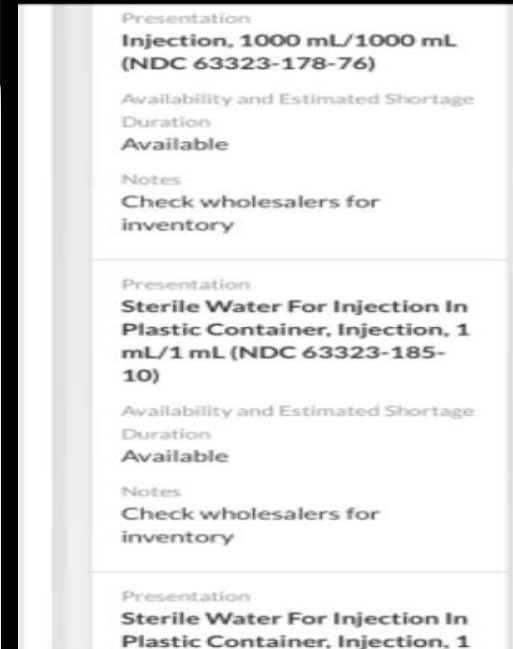 Presentation
Injection, 1000 mL/1000 mL
(NDC 63323-178-76)
Availability and Estimated Shortage
Duration
Available
Notes
Check wholesalers for
inventory
Presentation
Sterile Water For Injection In
Plastic Container, Injection, 1
mL/1 mL (NDC 63323-185-
10)
Availability and Estimated Shortage
Duration
Available
Notes
Check wholesalers for
inventory
Presentation
Sterile Water For Injection In
Plastic Container, Injection, 1